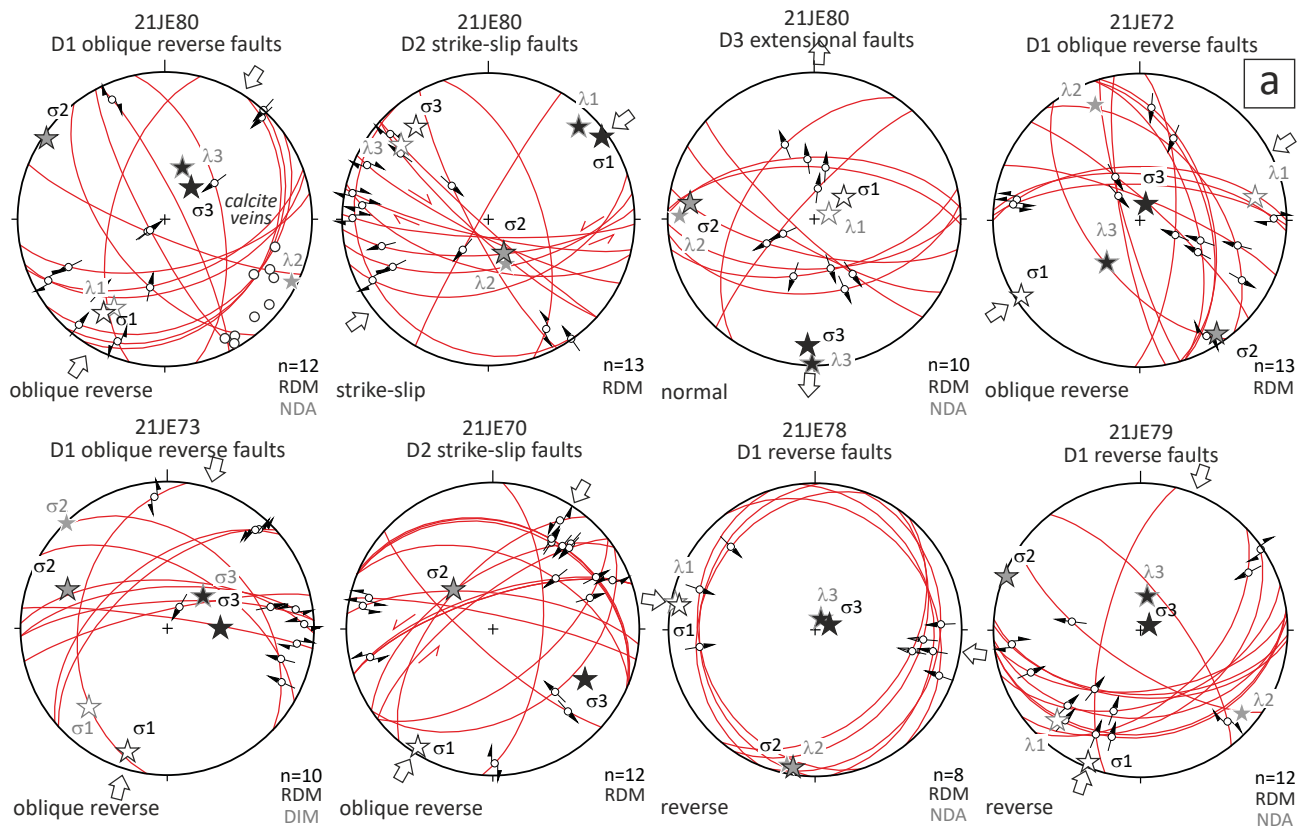 21JE80
D1 oblique reverse faults
σ2
λ3
σ3
calcite
veins
λ2
λ1
σ1
n=12
RDM
NDA
oblique reverse
21JE80
D2 strike-slip faults
σ3
λ1
λ3
σ1
σ2
λ2
n=13
RDM
strike-slip
21JE80
D3 extensional faults
σ1
σ2
λ1
λ2
σ3
λ3
n=10
RDM
NDA
normal
21JE72
D1 oblique reverse faults
a
λ2
σ3
λ1
λ3
σ1
σ2
n=13
RDM
oblique reverse
21JE73
D1 oblique reverse faults
σ2
σ2
σ3
σ3
σ1
σ1
n=10
RDM
DIM
oblique reverse
21JE70
D2 strike-slip faults
σ2
σ3
σ1
n=12
RDM
oblique reverse
21JE78
D1 reverse faults
λ1
λ3
σ3
σ1
σ2
λ2
n=8
RDM
NDA
reverse
21JE79
D1 reverse faults
σ2
λ3
σ3
λ2
λ1
σ1
n=12
RDM
NDA
reverse